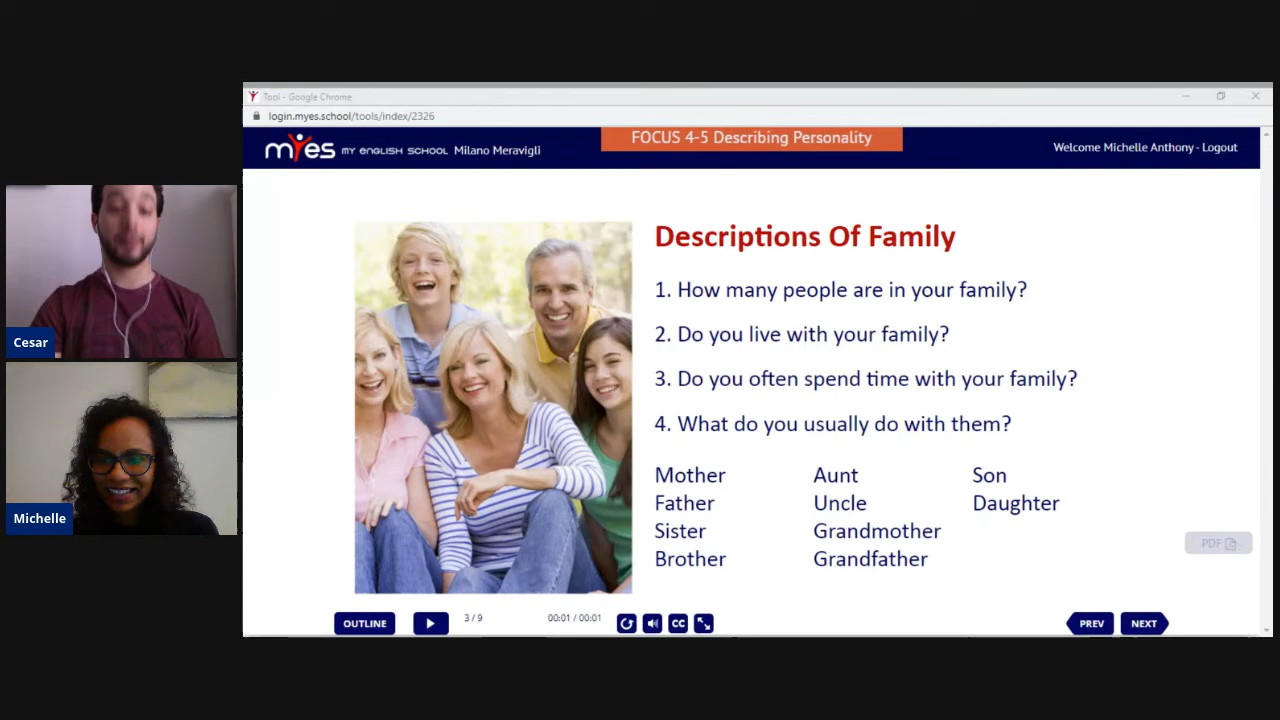 Tool - Google Chrome
login.myes.school/tools/index/2326
FOCUS 4-5 Describing Personality
myes MY ENGLISH SCHOOL Milano Meravigli
Welcome Michelle Anthony - Logout
Cesar
Michelle
Descriptions Of Family
1. How many people are in your family?
2. Do you live with your family?
3. Do you often spend time with your family?
4. What do you usually do with them?
Mother Aunt Son
Father Uncle Daughter
Sister Grandmother
Brother Grandfather
PDF
OUTLINE 3 / 9 00:01 / 00:01 CC PREV NEXT